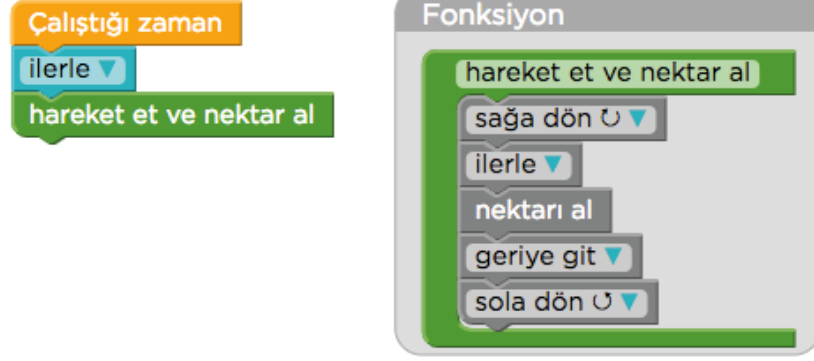 Çalıştığı zaman
ilerle
hareket et ve nektar al
Fonksiyon
hareket et ve nektar al
sağa dön ↻
ilerle
nektarı al
geriye git
sola dön ↺